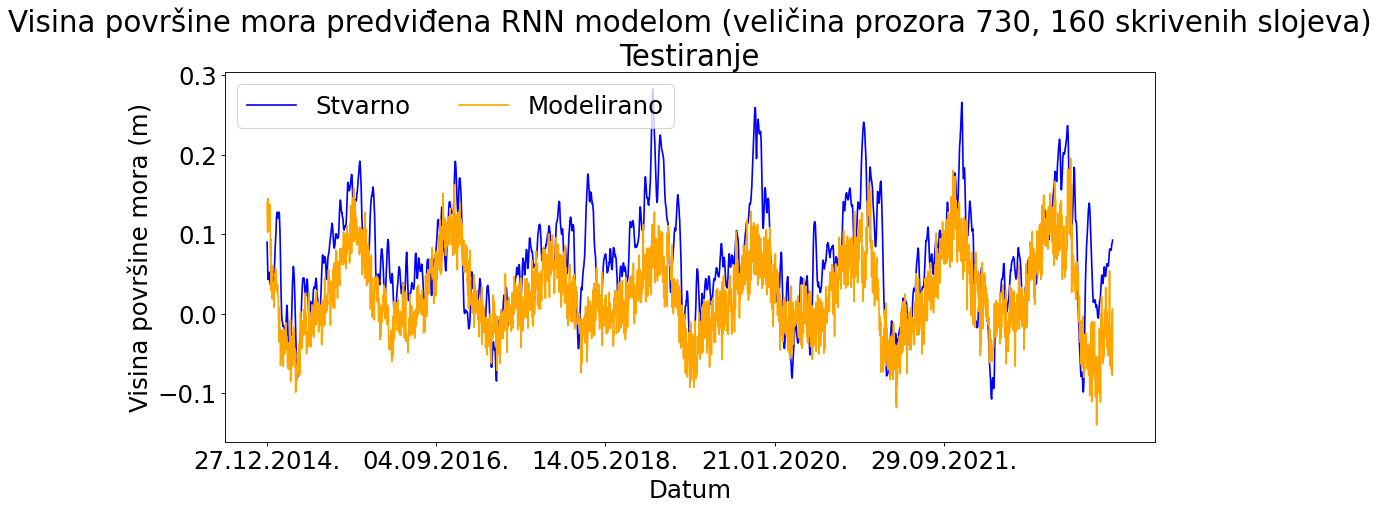 Visina površine mora predviđena RNN modelom (veličina prozora 730, 160 skrivenih slojeva)
Testiranje
Stvarno
Modelirano
Visina površine mora (m)
0.3
0.2
0.1
0.0
−0.1
27.12.2014.
04.09.2016.
14.05.2018.
21.01.2020.
29.09.2021.
Datum